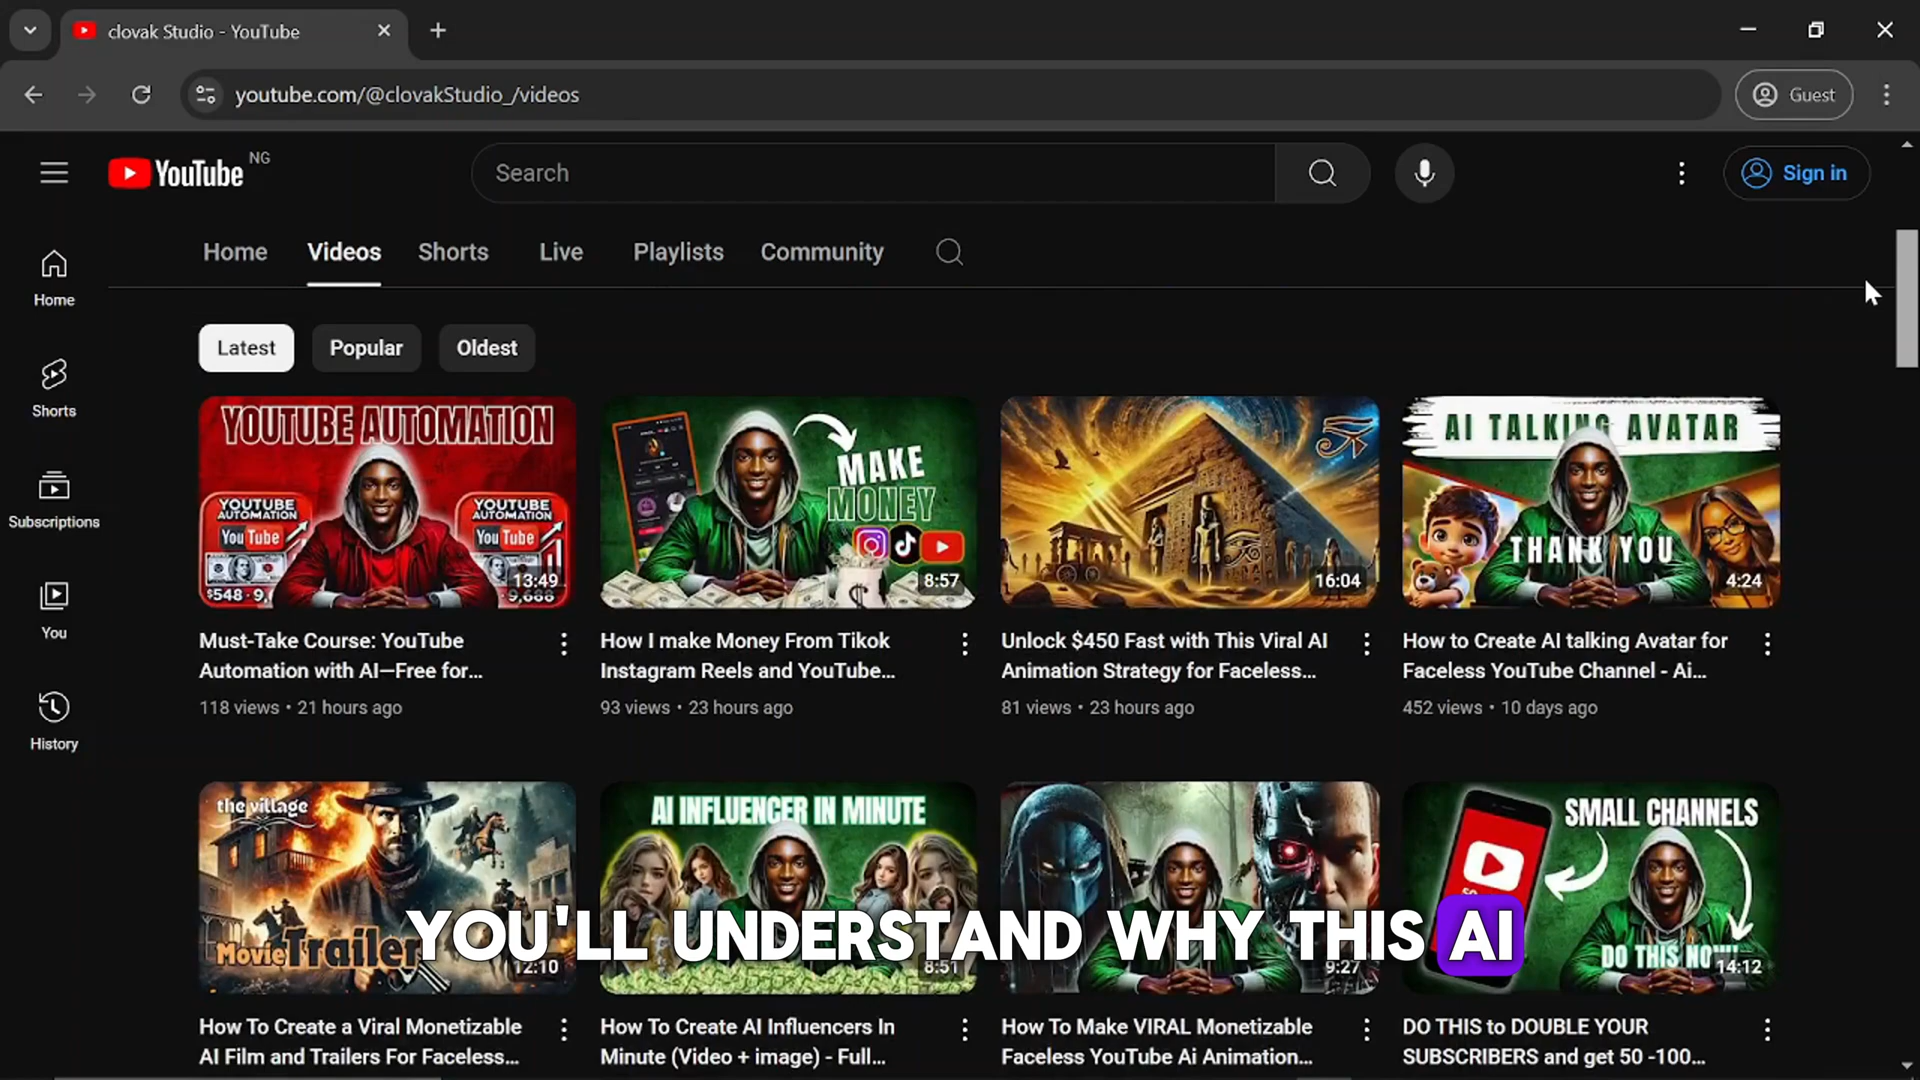 clovak Studio - YouTube
youtube.com/@clovakStudio_/videos
Guest
YouTube NG
Search
Sign in
Home
Videos
Shorts
Live
Playlists
Community
Home
Shorts
Subscriptions
You
History
Latest
Popular
Oldest
YOUTUBE AUTOMATION
YOUTUBE
AUTOMATION
YouTube
$548 - 9,
YOUTUBE
AUTOMATION
YouTube
9,666
13:49
MAKE
MONEY
8:57
16:04
AI TALKING AVATAR
THANK YOU
4:24
Must-Take Course: YouTube
Automation with AI—Free for...
118 views • 21 hours ago
How I make Money From Tikok
Instagram Reels and YouTube...
93 views • 23 hours ago
Unlock $450 Fast with This Viral AI
Animation Strategy for Faceless...
81 views • 23 hours ago
How to Create AI talking Avatar for
Faceless YouTube Channel - Ai...
452 views • 10 days ago
the village
Movie Trailer
12:10
AI INFLUENCER IN MINUTE
8:51
9:27
SMALL CHANNELS
DO THIS NOW
14:12
YOU'LL UNDERSTAND WHY THIS AI
How To Create a Viral Monetizable
AI Film and Trailers For Faceless...
How To Create AI Influencers In
Minute (Video + image) - Full...
How To Make VIRAL Monetizable
Faceless YouTube Ai Animation...
DO THIS to DOUBLE YOUR
SUBSCRIBERS and get 50 -100...